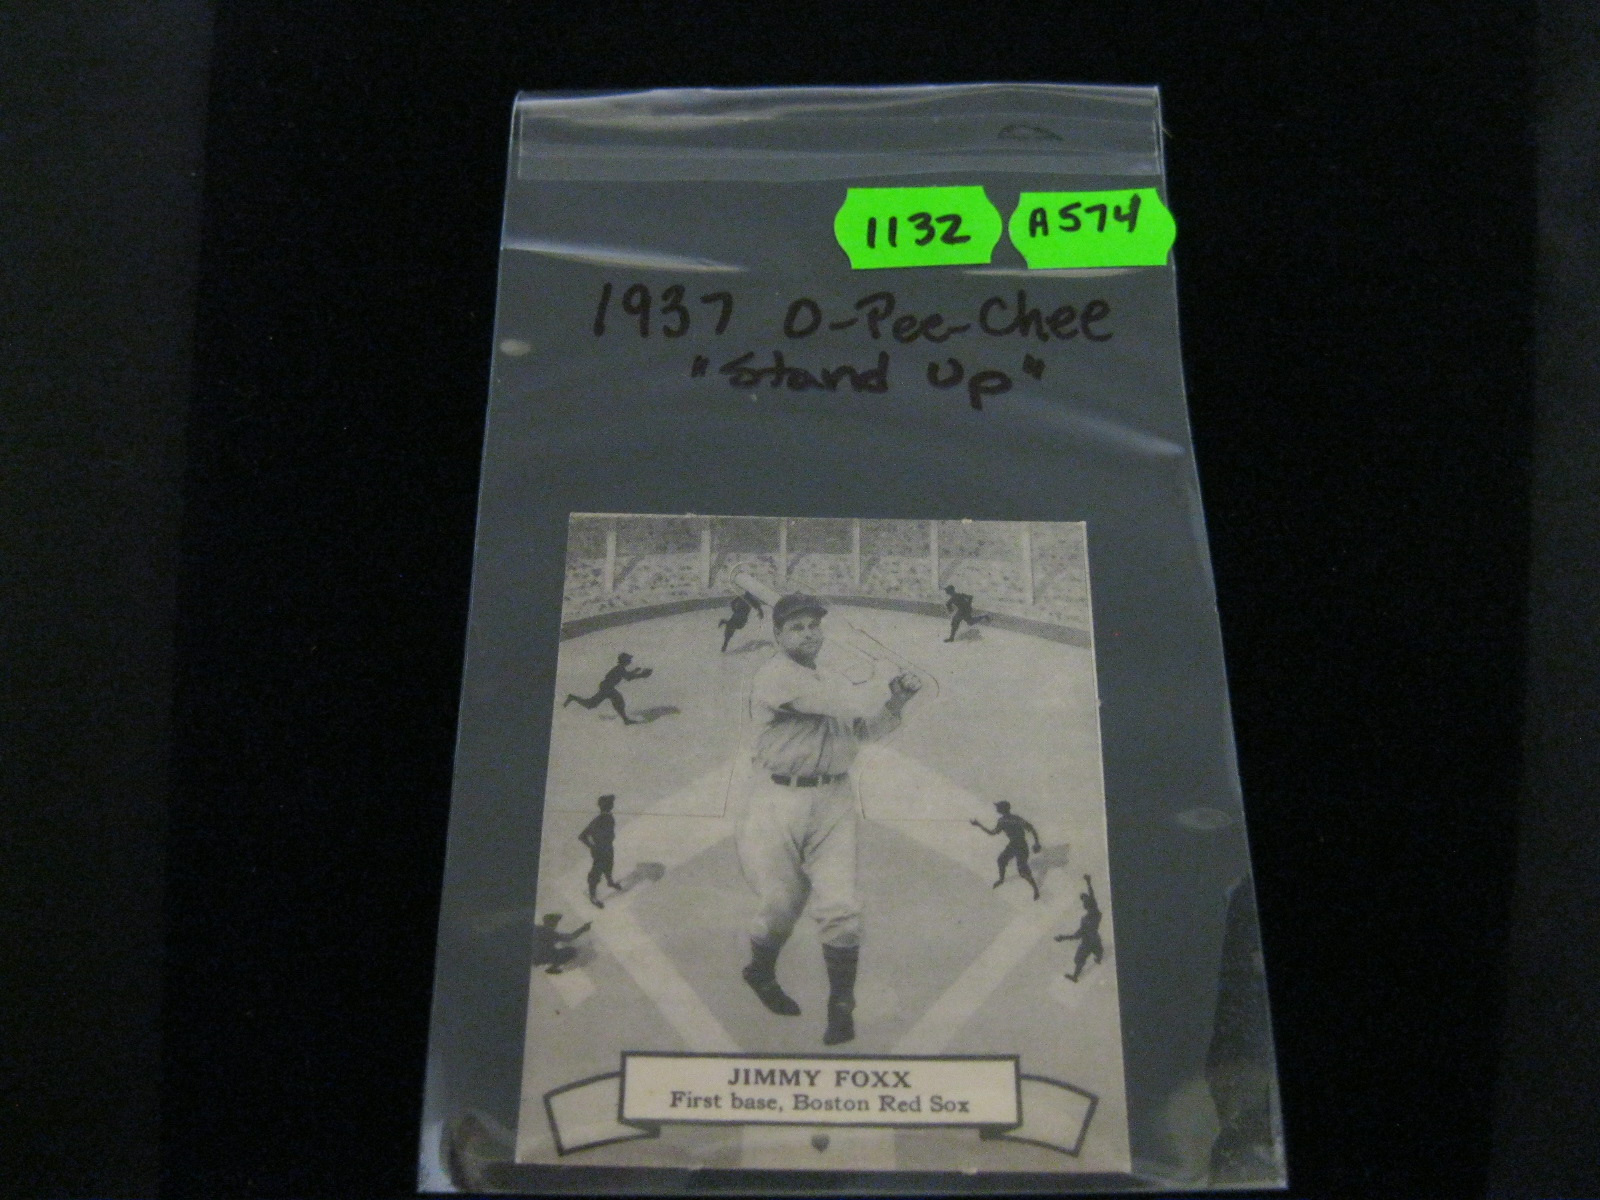 1132 A574
1937 O-Pee-Chee
"Stand Up"
JIMMY FOXX
First base, Boston Red Sox